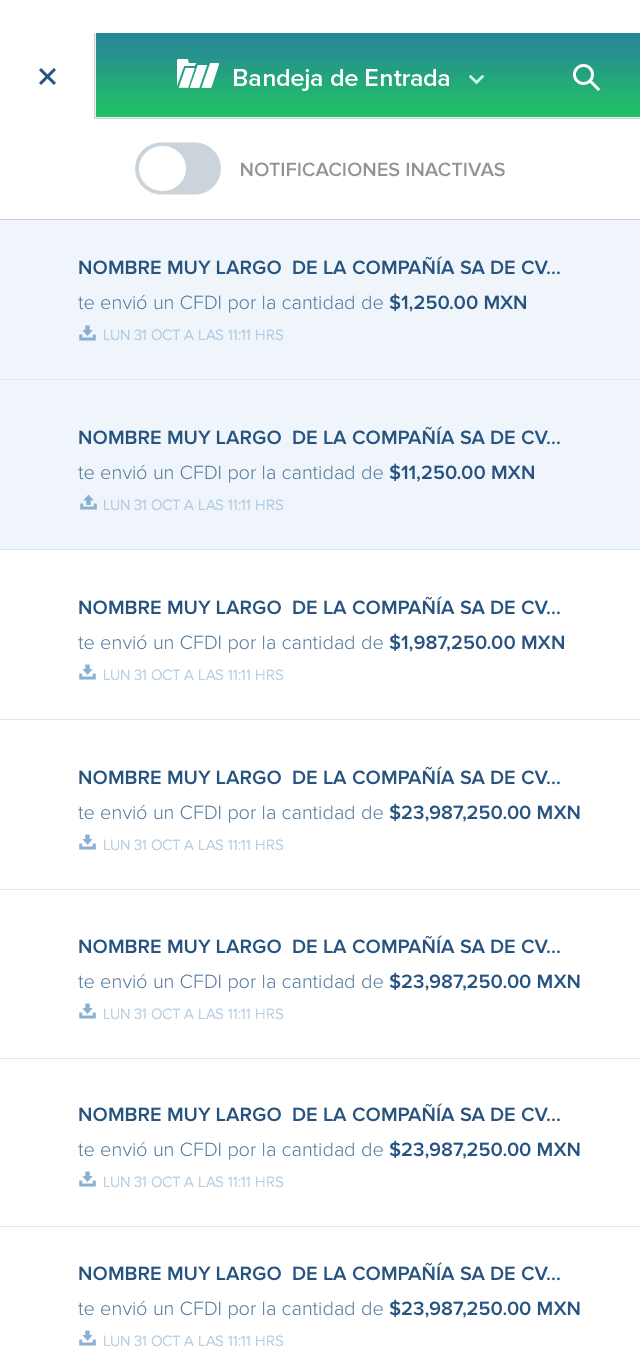 Bandeja de Entrada
NOTIFICACIONES INACTIVAS
NOMBRE MUY LARGO  DE LA COMPAÑÍA SA DE CV...
te envió un CFDI por la cantidad de $1,250.00 MXN
LUN 31 OCT A LAS 11:11 HRS
NOMBRE MUY LARGO  DE LA COMPAÑÍA SA DE CV...
te envió un CFDI por la cantidad de $11,250.00 MXN
LUN 31 OCT A LAS 11:11 HRS
NOMBRE MUY LARGO  DE LA COMPAÑÍA SA DE CV...
te envió un CFDI por la cantidad de $1,987,250.00 MXN
LUN 31 OCT A LAS 11:11 HRS
NOMBRE MUY LARGO  DE LA COMPAÑÍA SA DE CV...
te envió un CFDI por la cantidad de $23,987,250.00 MXN
LUN 31 OCT A LAS 11:11 HRS
NOMBRE MUY LARGO  DE LA COMPAÑÍA SA DE CV...
te envió un CFDI por la cantidad de $23,987,250.00 MXN
LUN 31 OCT A LAS 11:11 HRS
NOMBRE MUY LARGO  DE LA COMPAÑÍA SA DE CV...
te envió un CFDI por la cantidad de $23,987,250.00 MXN
LUN 31 OCT A LAS 11:11 HRS
NOMBRE MUY LARGO  DE LA COMPAÑÍA SA DE CV...
te envió un CFDI por la cantidad de $23,987,250.00 MXN
LUN 31 OCT A LAS 11:11 HRS